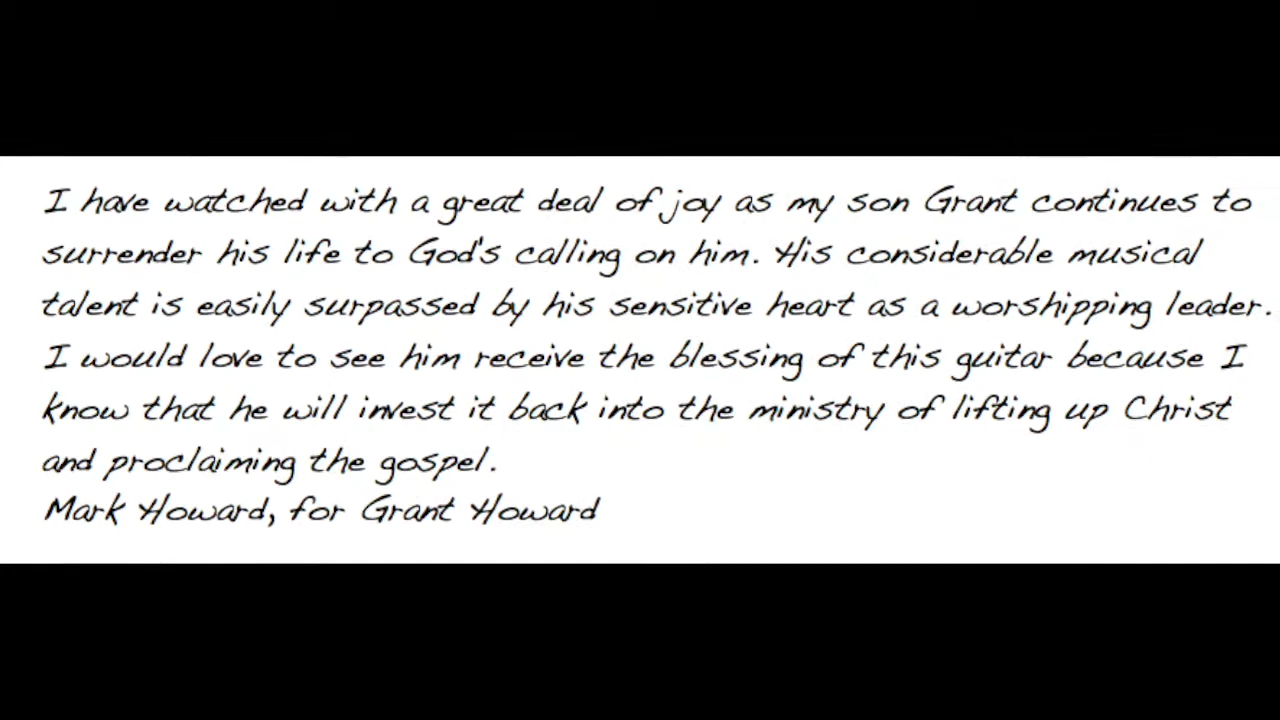 I have watched with a great deal of joy as my son Grant continues to
surrender his life to God's calling on him. His considerable musical
talent is easily surpassed by his sensitive heart as a worshipping leader.
I would love to see him receive the blessing of this guitar because I
know that he will invest it back into the ministry of lifting up Christ
and proclaiming the gospel.
Mark Howard, for Grant Howard